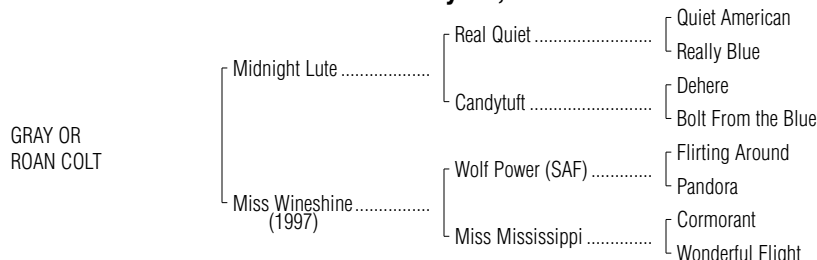 Quiet American
Real Quiet
Really Blue
Midnight Lute
Dehere
Candytuft
Bolt From the Blue
GRAY OR
ROAN COLT
Flirting Around
Wolf Power (SAF)
Pandora
Miss Wineshine
(1997)
Cormorant
Miss Mississippi
Wonderful Flight